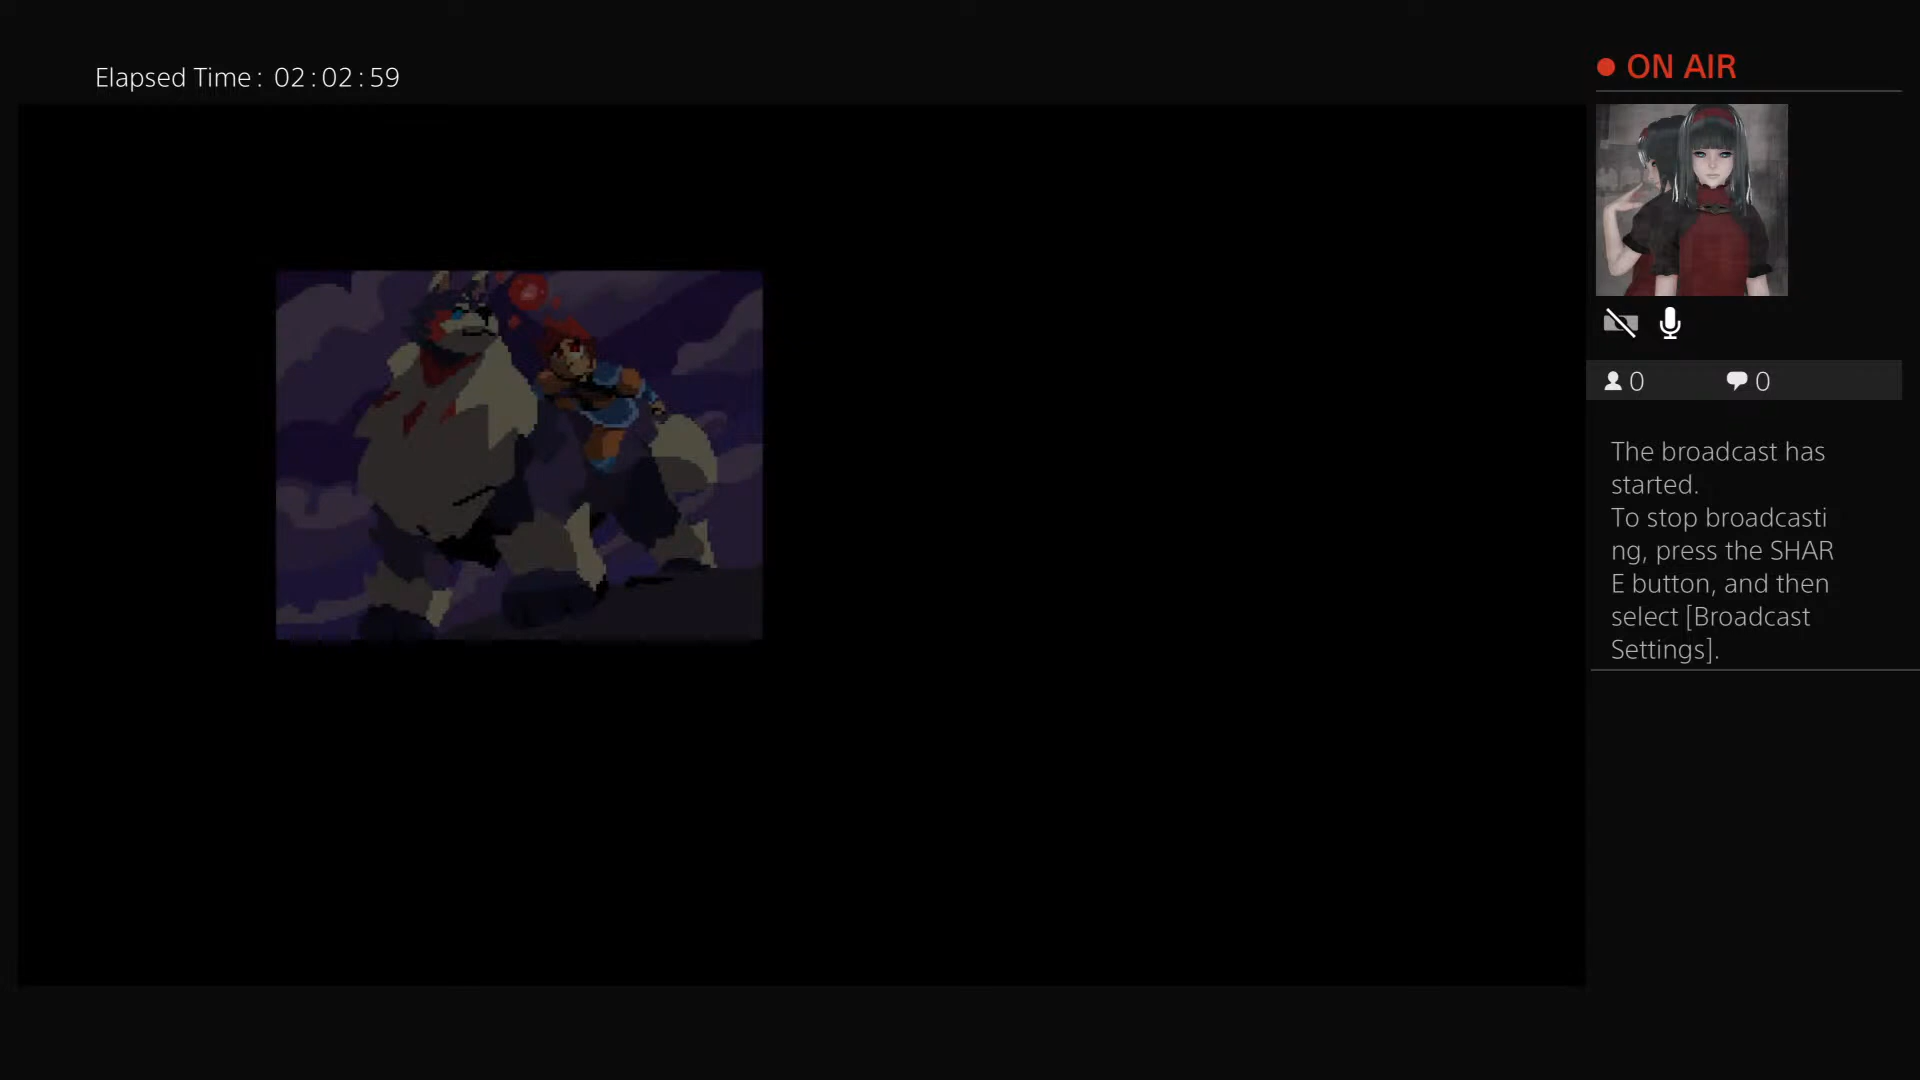 Elapsed Time: 02:02:59
ON AIR
0 0
The broadcast has
started.
To stop broadcasti
ng, press the SHAR
E button, and then
select [Broadcast
Settings].